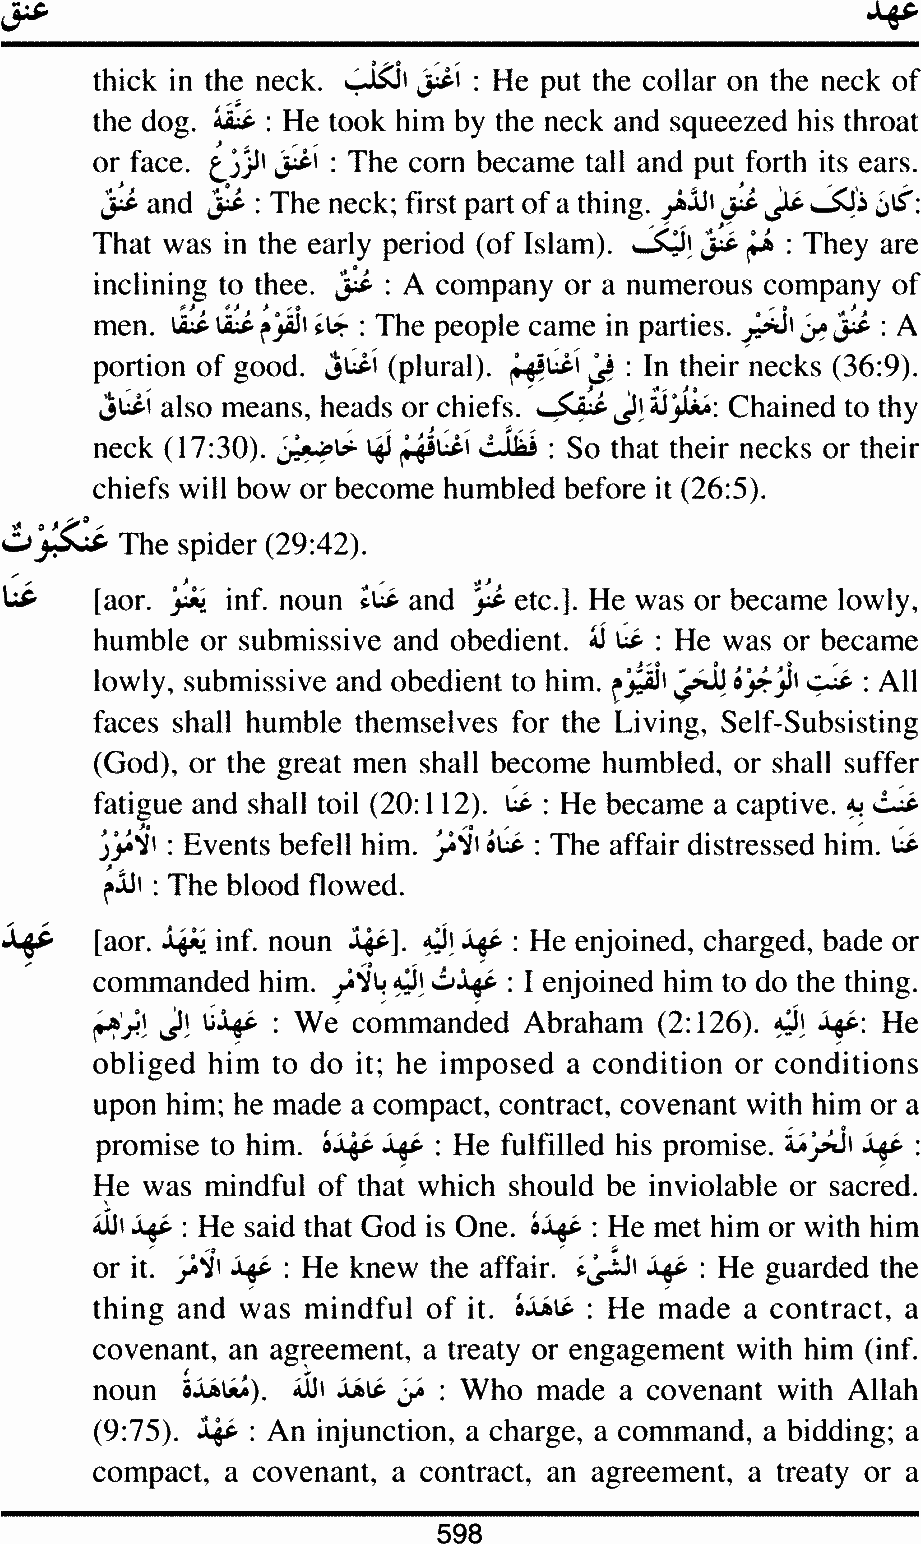 عنق عهد
thick in the neck. اَعْنَقَ الْكَلْبَ : He put the collar on the neck of
the dog. عَنَّقَهٗ : He took him by the neck and squeezed his throat
or face. اَعْنَقَ الزَّرْعُ : The corn became tall and put forth its ears.
عُنُقٌ and عُنْقٌ : The neck; first part of a thing. كَانَ ذٰلِکَ عَلٰی عُنُقِ الدَّهْرِ:
That was in the early period (of Islam). هُمْ عُنُقٌ اِلَيْکَ : They are
inclining to thee. عُنُقٌ : A company or a numerous company of
men. جَاءَ الْقَوْمُ عُنُقًا عُنُقًا : The people came in parties. عُنُقٌ مِنَ الْخَيْرِ : A
portion of good. اَعْنَاقٌ (plural). فِیْ اَعْنَاقِهِمْ : In their necks (36:9).
اَعْنَاقٌ also means, heads or chiefs. مَغْلُوْلَةً اِلٰی عُنُقِکَ: Chained to thy
neck (17:30). فَظَلَّتْ اَعْنَاقُهُمْ لَهَا خَاضِعِيْنَ : So that their necks or their
chiefs will bow or become humbled before it (26:5).
عَنْكَبُوْتٌ The spider (29:42).
عَنَا [aor. يَعْنُوْ inf. noun عَنَاءٌ and عُنُوٌّ etc.]. He was or became lowly,
humble or submissive and obedient. عَنَا لَهٗ : He was or became
lowly, submissive and obedient to him. عَنَتِ الْوُجُوْهُ لِلْحَیِّ الْقَيُّوْمِ : All
faces shall humble themselves for the Living, Self-Subsisting
(God), or the great men shall become humbled, or shall suffer
fatigue and shall toil (20:112). عَنَا : He became a captive. عَنَتْ بِهِ
الْاُمُوْرُ : Events befell him. عَنَاهُ الْاَمْرُ : The affair distressed him. عَنَا
الدَّمُ : The blood flowed.
عَهِدَ [aor. يَعْهَدُ inf. noun عَهْدٌ]. عَهِدَ اِلَيْهِ : He enjoined, charged, bade or
commanded him. عَهِدْتُ اِلَيْهِ بِالْاَمْرِ : I enjoined him to do the thing.
عَهِدْنَا اِلٰی اِبْرٰهِمَ : We commanded Abraham (2:126). عَهِدَ اِلَيْهِ: He
obliged him to do it; he imposed a condition or conditions
upon him; he made a compact, contract, covenant with him or a
promise to him. عَهِدَ عَهْدَهٗ : He fulfilled his promise. عَهِدَ الْحُرْمَةَ :
He was mindful of that which should be inviolable or sacred.
عَهِدَ اللّٰهَ : He said that God is One. عَهِدَهٗ : He met him or with him
or it. عَهِدَ الْاَمْرَ : He knew the affair. عَهِدَ الشَّیْءَ : He guarded the
thing and was mindful of it. عَاهَدَهٗ : He made a contract, a
covenant, an agreement, a treaty or engagement with him (inf.
noun مُعَاهَدَةٌ). مَنْ عَاهَدَ اللّٰهَ : Who made a covenant with Allah
(9:75). عَهْدٌ : An injunction, a charge, a command, a bidding; a
compact, a covenant, a contract, an agreement, a treaty or a
598